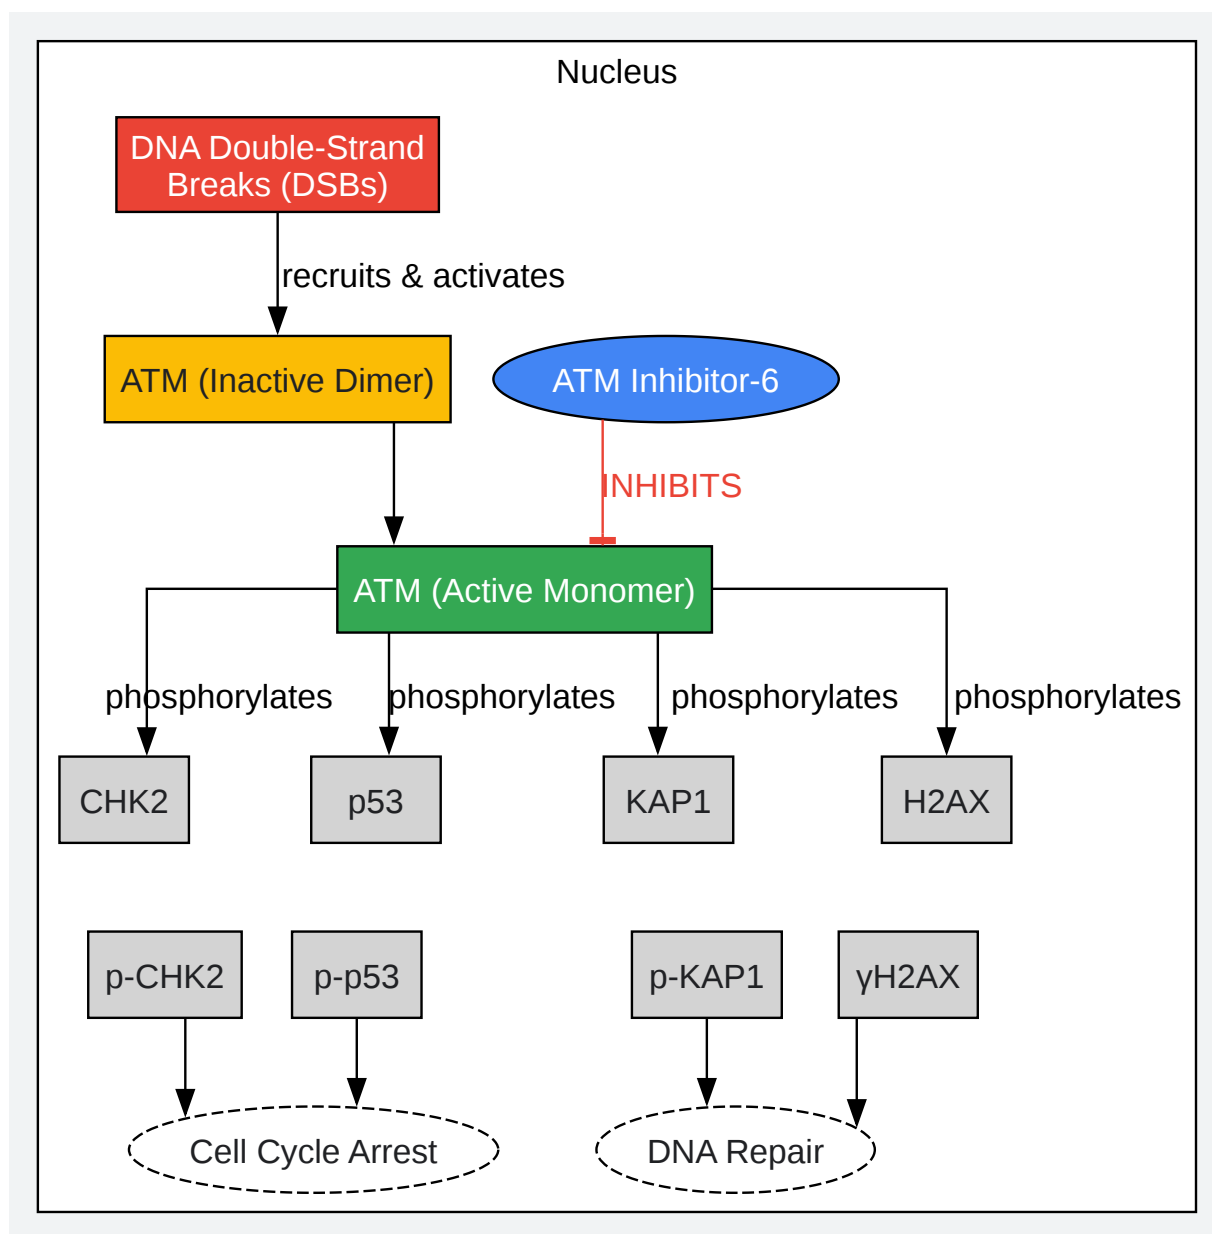 Nucleus
DNA Double-Strand
Breaks (DSBs)
recruits & activates
ATM (Inactive Dimer)
ATM Inhibitor-6
INHIBITS
ATM (Active Monomer)
phosphorylates
phosphorylates
phosphorylates
phosphorylates
CHK2
p53
KAP1
H2AX
p-CHK2
p-p53
p-KAP1
γH2AX
Cell Cycle Arrest
DNA Repair